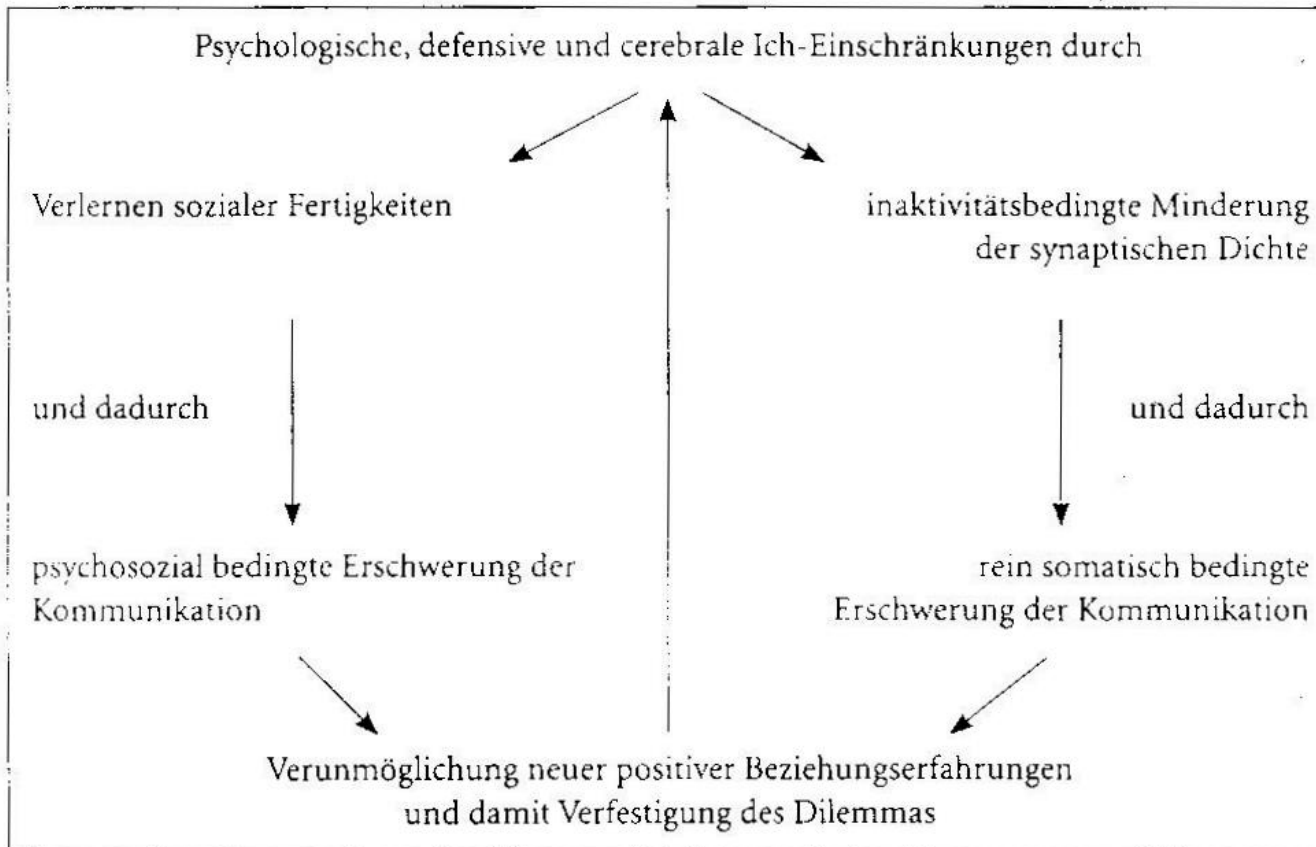 Psychologische, defensive und cerebrale Ich-Einschränkungen durch
Verlernen sozialer Fertigkeiten
inaktivitätsbedingte Minderung
der synaptischen Dichte
und dadurch
und dadurch
psychosozial bedingte Erschwerung der
Kommunikation
rein somatisch bedingte
Erschwerung der Kommunikation
Verunmöglichung neuer positiver Beziehungserfahrungen
und damit Verfestigung des Dilemmas